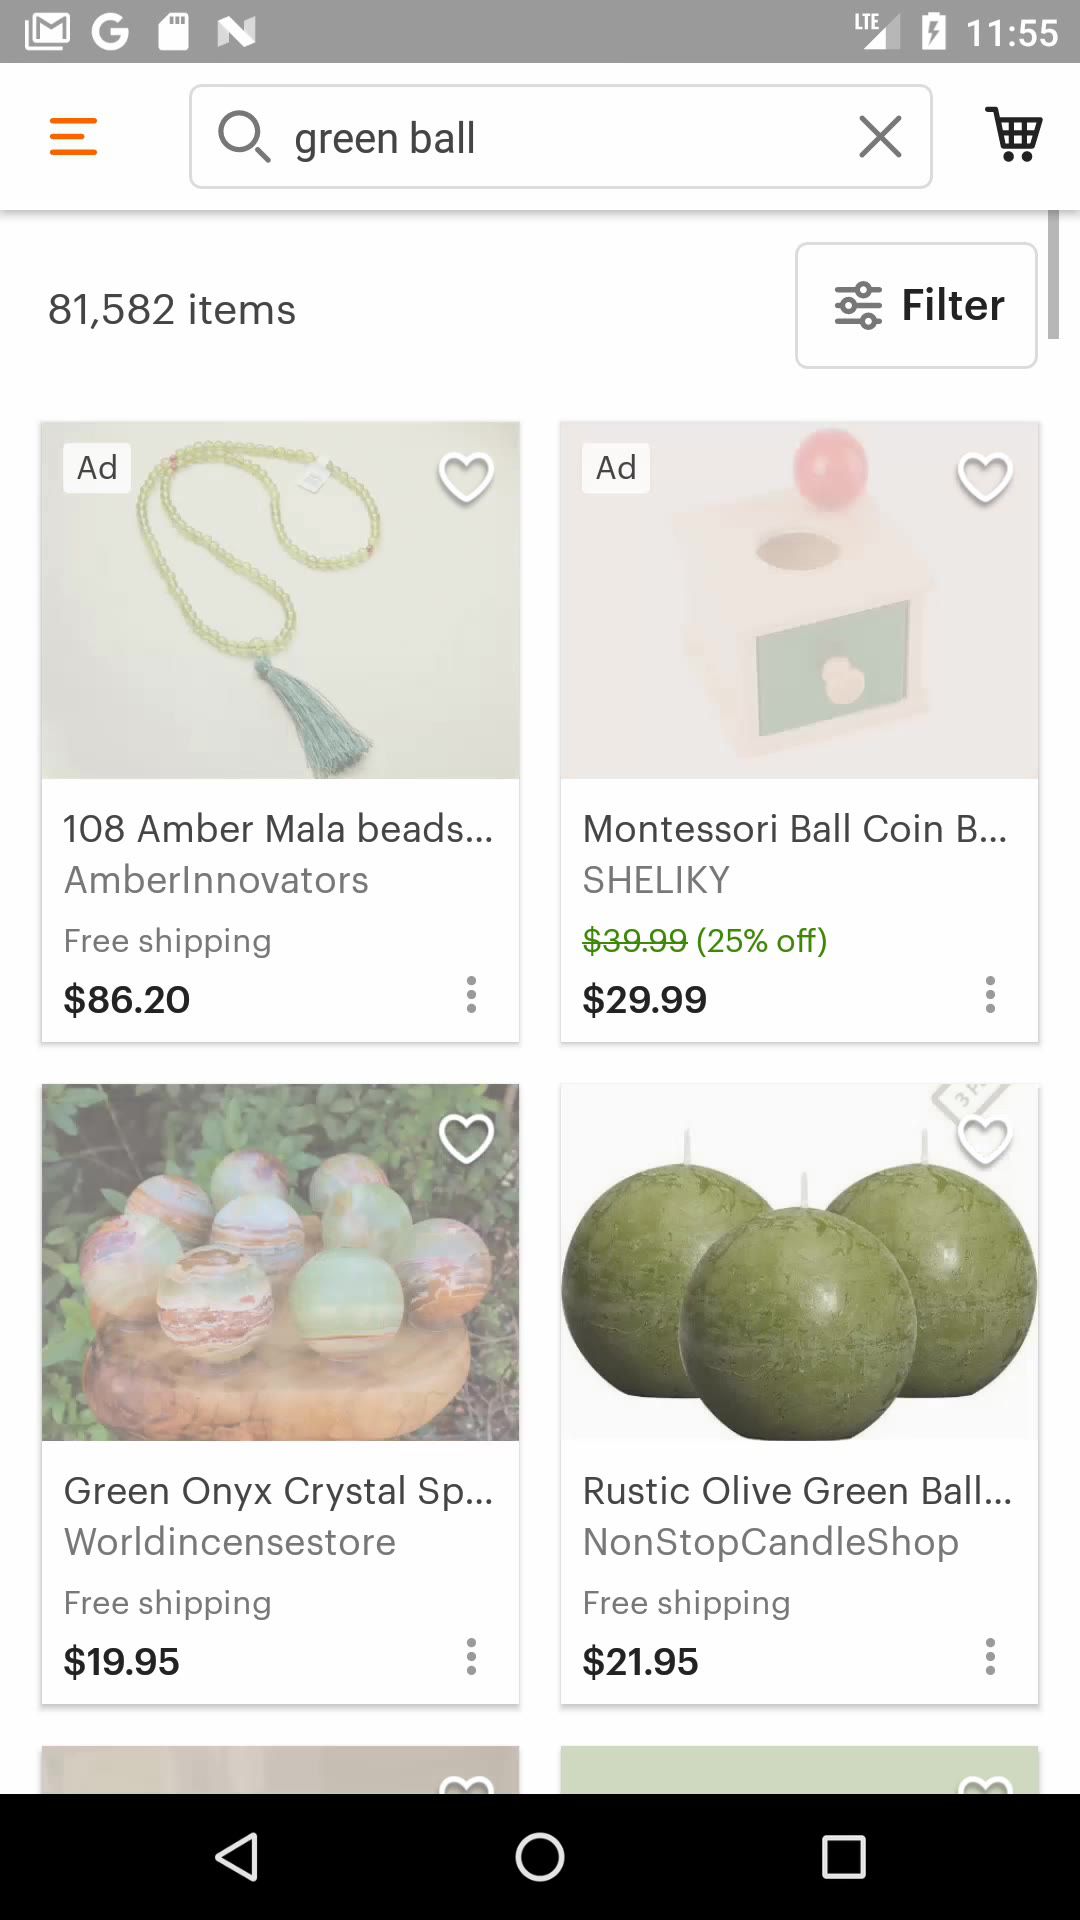 LTE 11:55
green ball
81,582 items
Filter
Ad
Ad
108 Amber Mala beads...
AmberInnovators
Free shipping
$86.20
Montessori Ball Coin B...
SHELIKY
$39.99 (25% off)
$29.99
3
Green Onyx Crystal Sp...
Worldincensestore
Free shipping
$19.95
Rustic Olive Green Ball...
NonStopCandleShop
Free shipping
$21.95